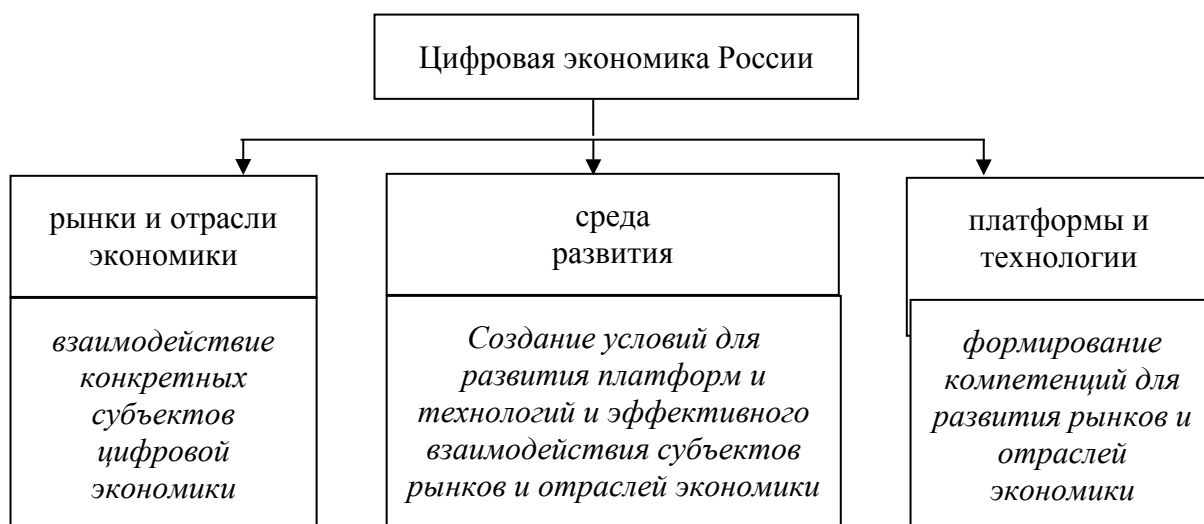 Цифровая экономика России
рынки и отрасли
экономики
взаимодействие
конкретных
субъектов
цифровой
экономики
среда
развития
Создание условий для
развития платформ и
технологий и эффективного
взаимодействия субъектов
рынков и отраслей экономики
платформы и
технологии
формирование
компетенций для
развития рынков и
отраслей
экономики